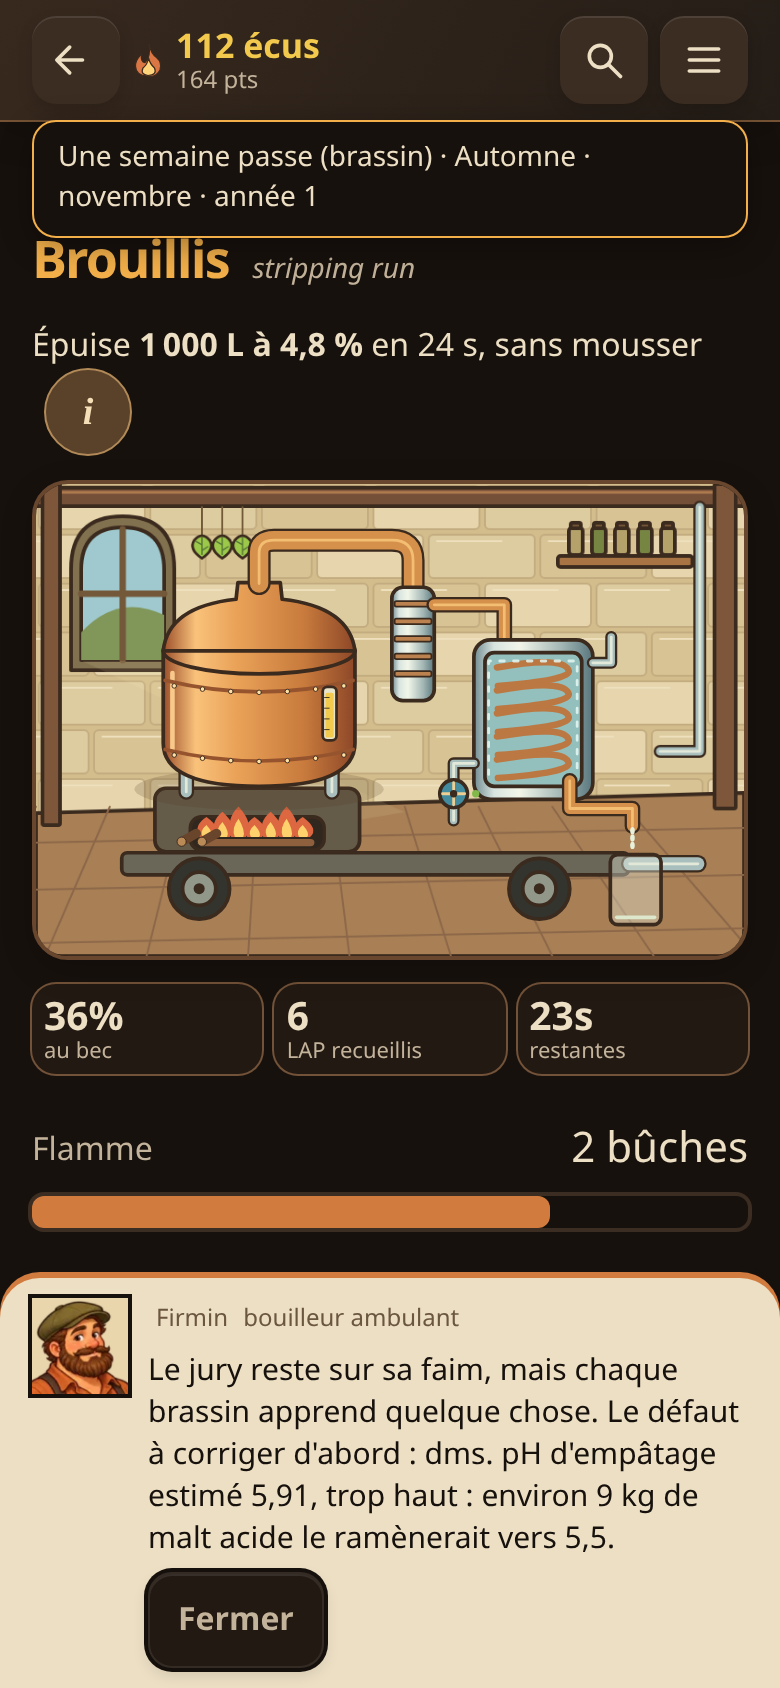 112 écus
164 pts
Une semaine passe (brassin) · Automne ·
novembre · année 1
Brouillis stripping run
Épuise 1 000 L à 4,8 % en 24 s, sans mousser
i
36%
au bec
6
LAP recueillis
23s
restantes
Flamme
2 bûches
Firmin bouilleur ambulant
Le jury reste sur sa faim, mais chaque
brassin apprend quelque chose. Le défaut
à corriger d'abord : dms. pH d'empâtage
estimé 5,91, trop haut : environ 9 kg de
malt acide le ramènerait vers 5,5.
Fermer